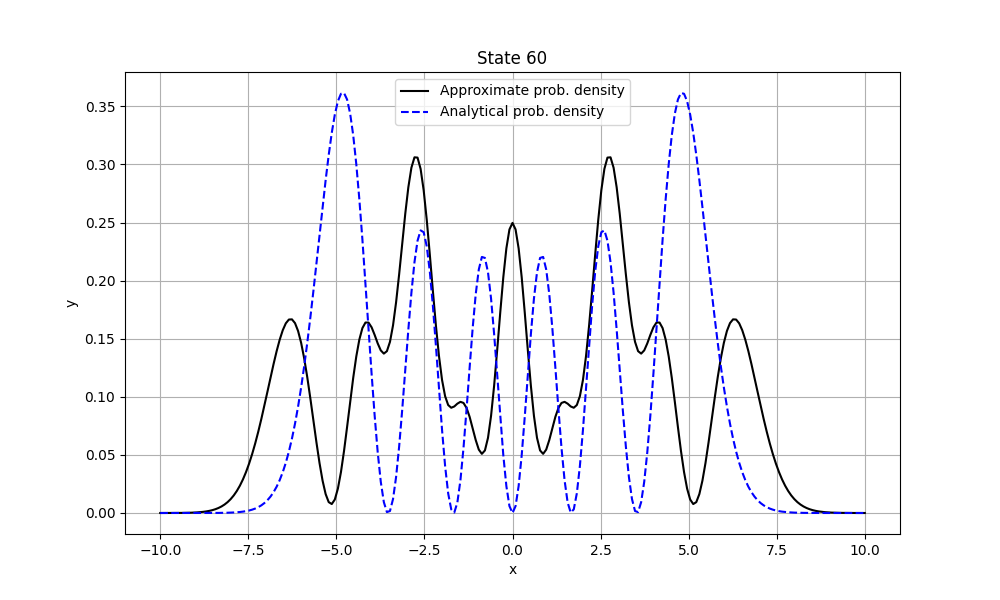 State 60
Approximate prob. density
Analytical prob. density
0.35
0.30
0.25
0.20
0.15
0.10
0.05
0.00
y
−10.0 −7.5 −5.0 −2.5 0.0 2.5 5.0 7.5 10.0
x